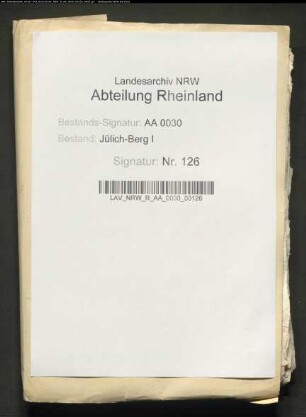 Landesarchiv NRW
Abteilung Rheinland
Bestands-Signatur: AA 0030
Bestand: Jülich-Berg I
Signatur: Nr. 126
LAV_NRW_R_AA_0030_00126